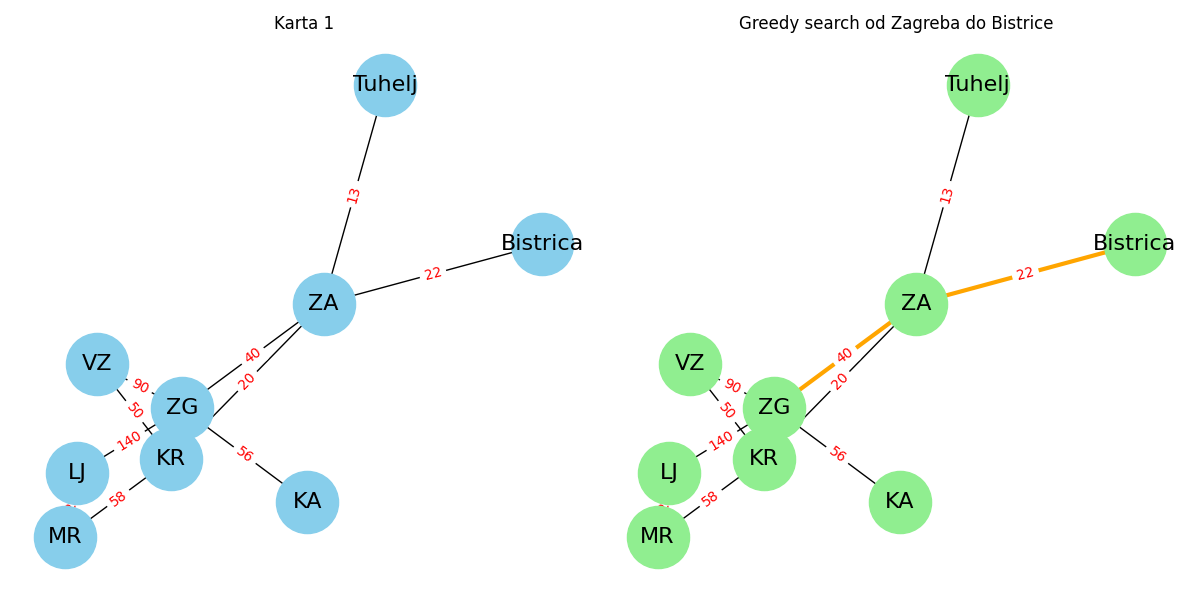 Karta 1
Tuhelj
13
Bistrica
22
ZA
40
20
VZ
90
50
ZG
140
KR
56
LJ
58
KA
MR
Greedy search od Zagreba do Bistrice
Tuhelj
13
Bistrica
22
ZA
40
20
VZ
90
50
ZG
140
KR
56
LJ
58
KA
MR